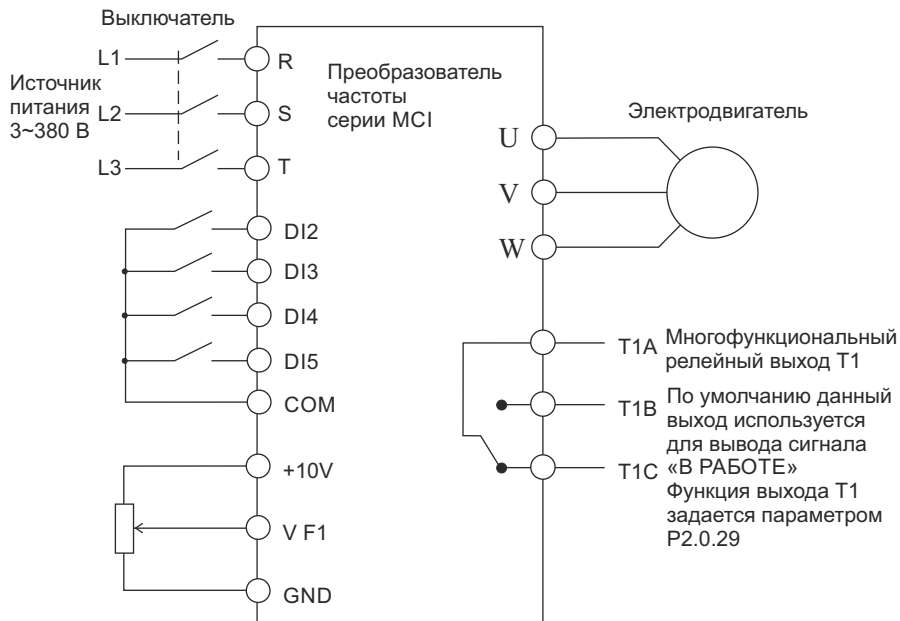 Выключатель
L1
R
Источник
питания
3~380 В
L2
S
L3
T
Преобразователь
частоты
серии MCI
Электродвигатель
U
V
W
DI2
DI3
DI4
DI5
COM
+10V
V F1
GND
T1A
Многофункциональный
релейный выход T1
T1B
По умолчанию данный
выход используется
для вывода сигнала
«В РАБОТЕ»
T1C
Функция выхода T1
задается параметром
P2.0.29